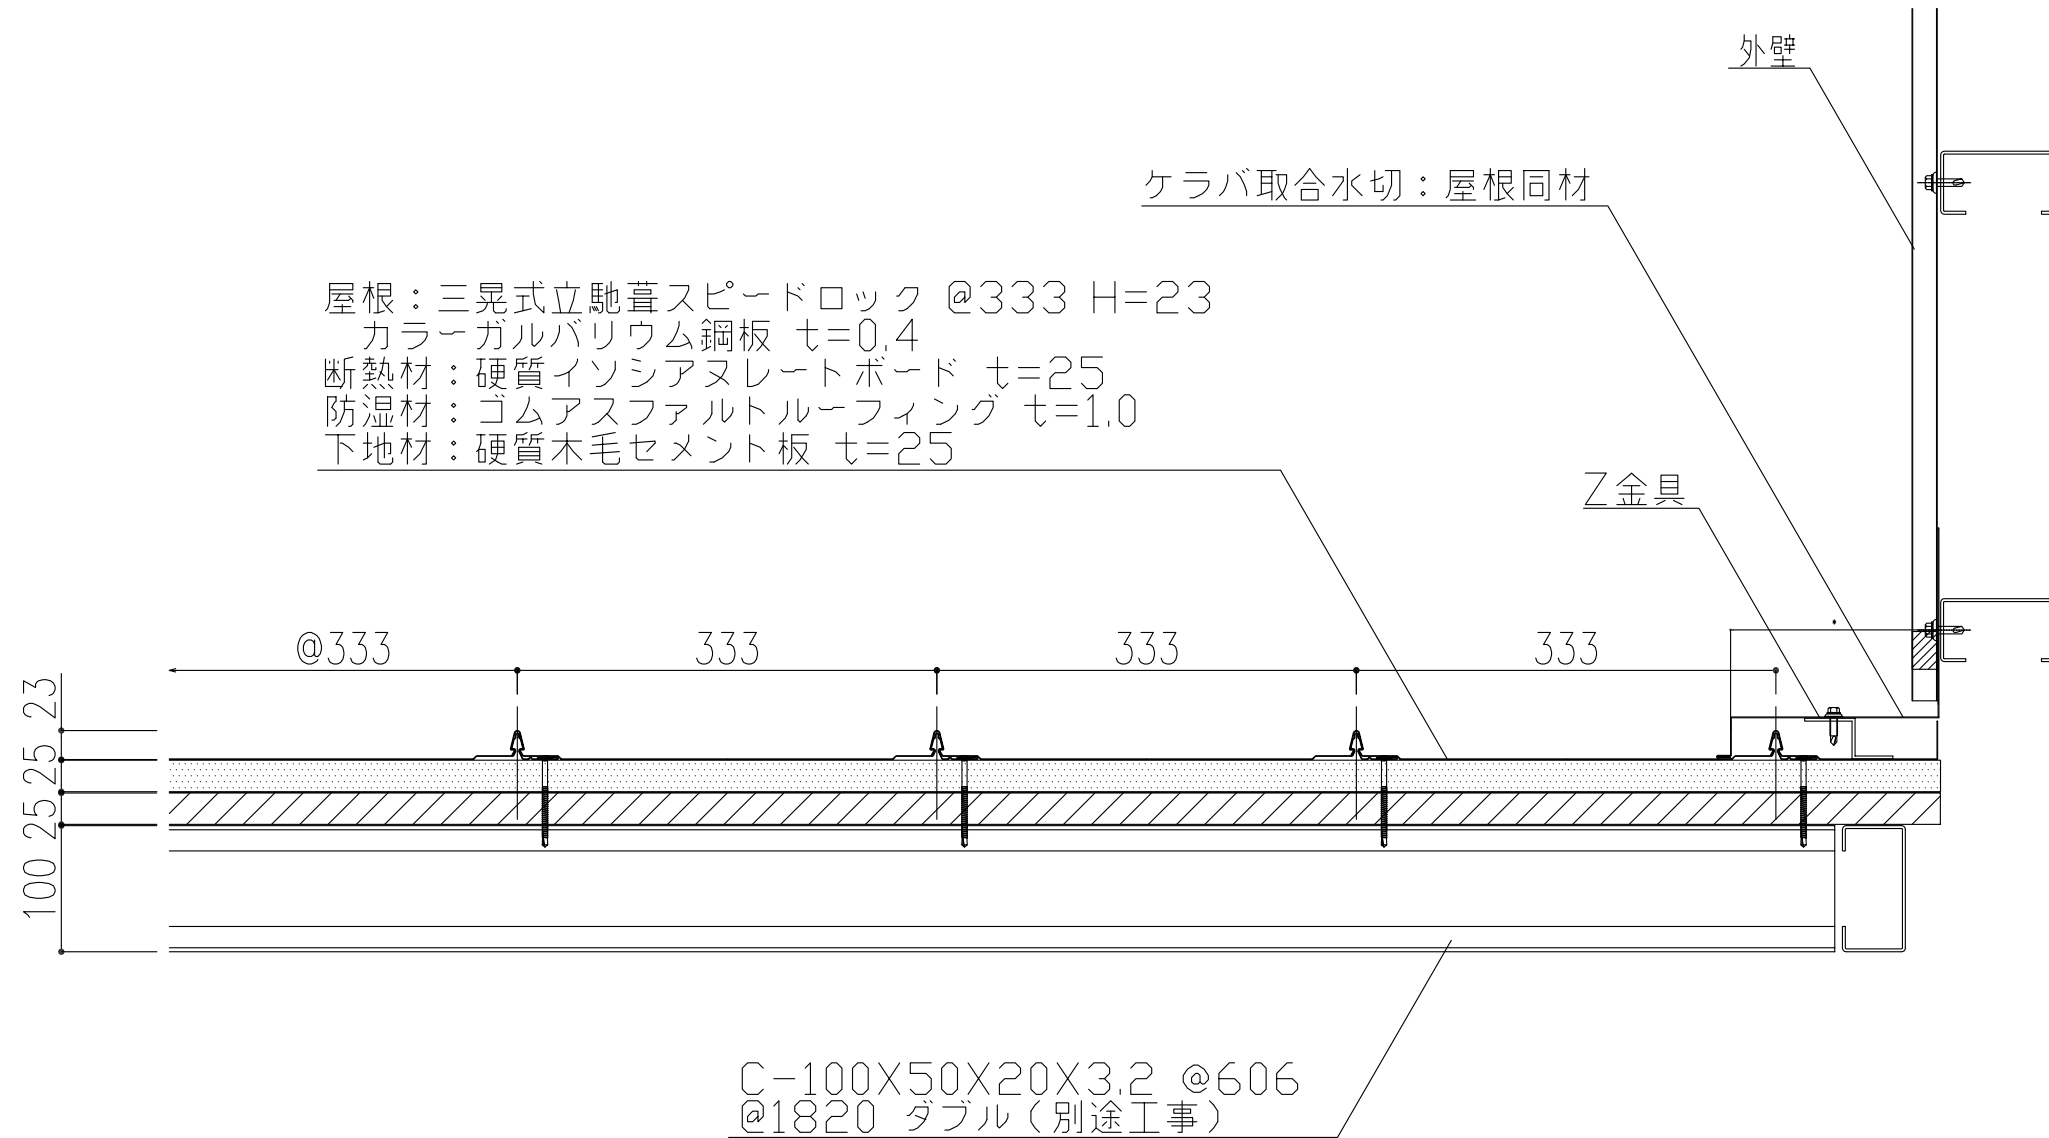 外壁
ケラバ取合水切：屋根同材
屋根：三晃式立馳葺スピードロック @333 H=23
カラーガルバリウム鋼板 t=0.4
断熱材：硬質イソシアヌレートボード t=25
防湿材：ゴムアスファルトルーフィング t=1.0
下地材：硬質木毛セメント板 t=25
Z金具
@333 333 333 333
23
25
25
100
C-100X50X20X3.2 @606
@1820 ダブル（別途工事）